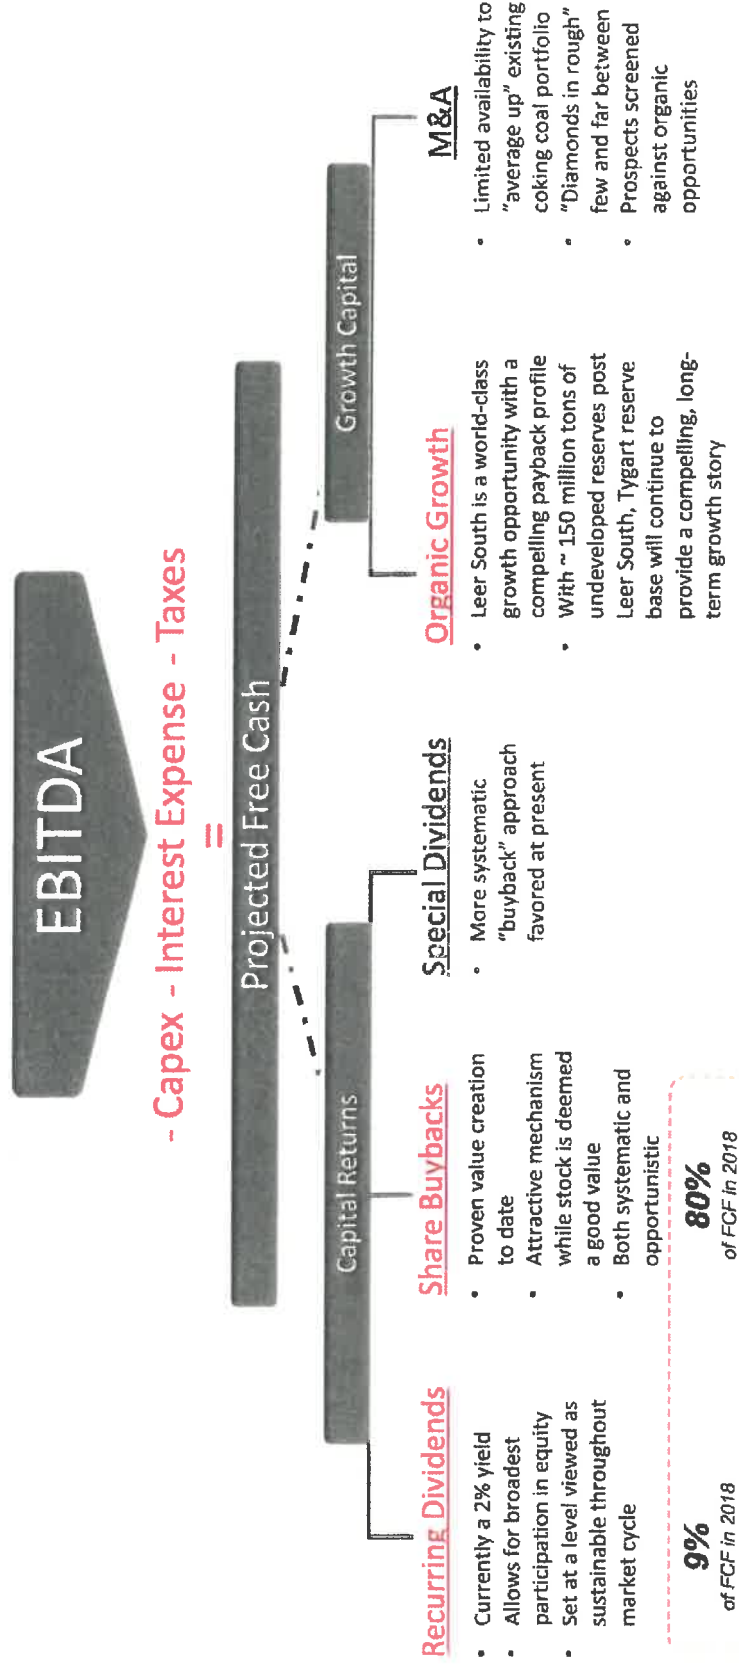 EBITDA
- Capex - Interest Expense - Taxes
=
Projected Free Cash
Capital Returns
Growth Capital
Recurring Dividends
• Currently a 2% yield
• Allows for broadest
participation in equity
• Set at a level viewed as
sustainable throughout
market cycle
9%
of FCF in 2018
Share Buybacks
• Proven value creation
to date
• Attractive mechanism
while stock is deemed
a good value
• Both systematic and
opportunistic
80%
of FCF in 2018
Special Dividends
• More systematic
"buyback" approach
favored at present
Organic Growth
• Leer South is a world-class
growth opportunity with a
compelling payback profile
• With ~ 150 million tons of
undeveloped reserves post
Leer South, Tygart reserve
base will continue to
provide a compelling, long-
term growth story
M&A
• Limited availability to
"average up" existing
coking coal portfolio
• "Diamonds in rough"
few and far between
• Prospects screened
against organic
opportunities